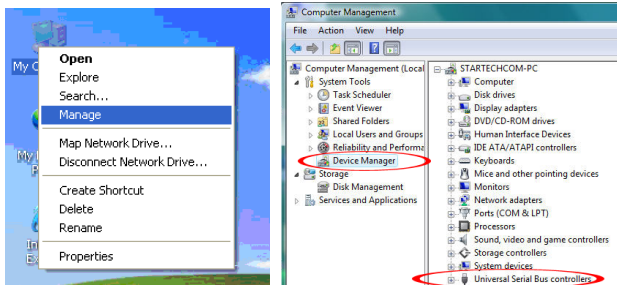 My C
Open
Explore
Search...
Manage
Map Network Drive...
Disconnect Network Drive...
Create Shortcut
Delete
Rename
Properties
My
P
In
E
Computer Management
File Action View Help
Computer Management (Local
System Tools
Task Scheduler
Event Viewer
Shared Folders
Local Users and Groups
Reliability and Performa
Device Manager
Storage
Disk Management
Services and Applications
STARTECHCOM-PC
Computer
Disk drives
Display adapters
DVD/CD-ROM drives
Human Interface Devices
IDE ATA/ATAPI controllers
Keyboards
Mice and other pointing devices
Monitors
Network adapters
Ports (COM & LPT)
Processors
Sound, video and game controllers
Storage controllers
System devices
Universal Serial Bus controllers